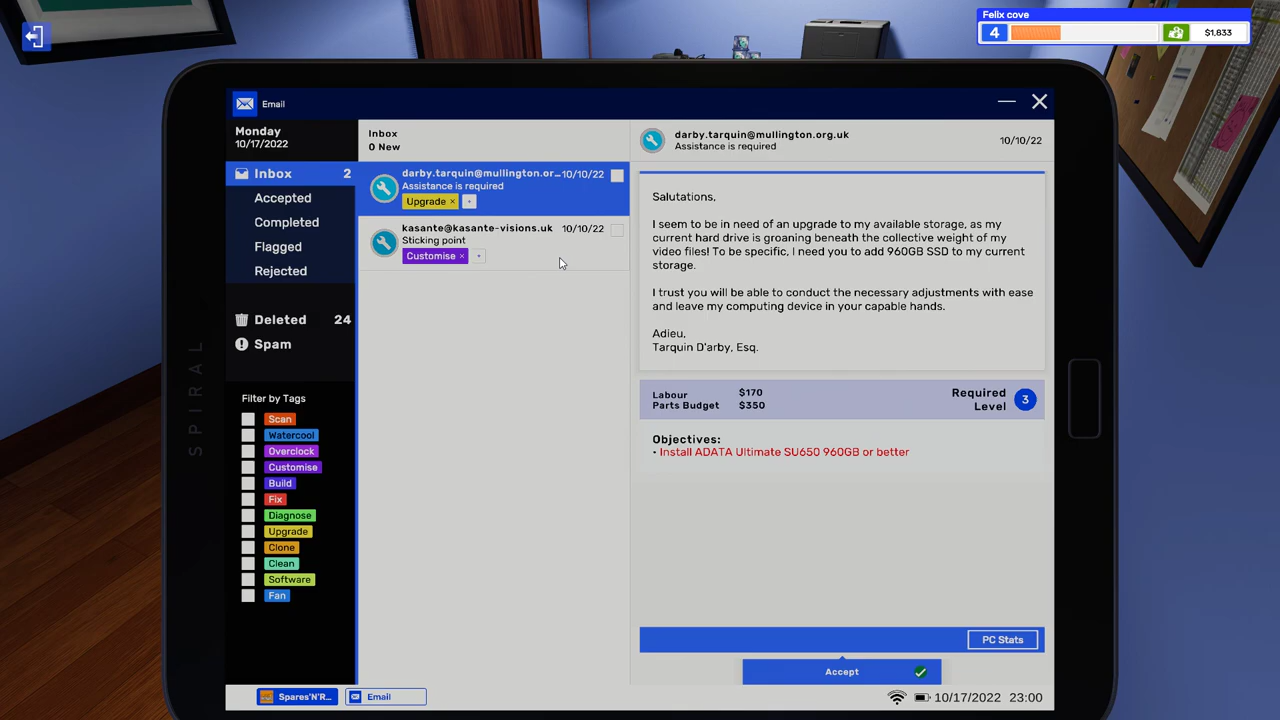 Felix cove
4
$1,833
Email
Monday
10/17/2022
Inbox 2
Accepted
Completed
Flagged
Rejected
Deleted 24
Spam
Filter by Tags
Scan
Watercool
Overclock
Customise
Build
Fix
Diagnose
Upgrade
Clone
Clean
Software
Fan
Inbox
0 New
darby.tarquin@mullington.or... 10/10/22
Assistance is required
Upgrade ×
kasante@kasante-visions.uk 10/10/22
Sticking point
Customise ×
darby.tarquin@mullington.org.uk
Assistance is required
10/10/22
Salutations,
I seem to be in need of an upgrade to my available storage, as my
current hard drive is groaning beneath the collective weight of my
video files! To be specific, I need you to add 960GB SSD to my current
storage.
I trust you will be able to conduct the necessary adjustments with ease
and leave my computing device in your capable hands.
Adieu,
Tarquin D'arby, Esq.
Labour $170
Parts Budget $350
Required
Level 3
Objectives:
• Install ADATA Ultimate SU650 960GB or better
PC Stats
Accept
SPIRAL
Spares'N'R...
Email
10/17/2022 23:00